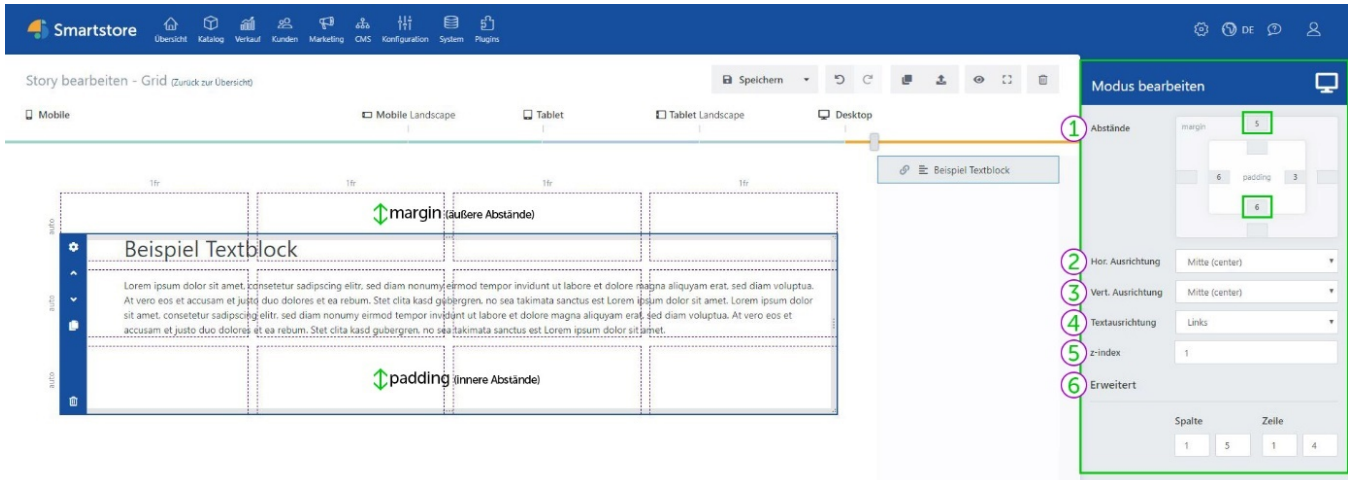 Smartstore
Übersicht Katalog Verkauf Kunden Marketing CMS Konfiguration System Plugins
DE
Story bearbeiten - Grid (Zurück zur Übersicht)
Speichern
Mobile Mobile Landscape Tablet Tablet Landscape Desktop
Beispiel Textblock
1fr 1fr 1fr 1fr
auto
margin (äußere Abstände)
Beispiel Textblock
auto
Lorem ipsum dolor sit amet, consetetur sadipscing elitr, sed diam nonumy eirmod tempor invidunt ut labore et dolore magna aliquyam erat, sed diam voluptua.
At vero eos et accusam et justo duo dolores et ea rebum. Stet clita kasd gubergren, no sea takimata sanctus est Lorem ipsum dolor sit amet. Lorem ipsum dolor
sit amet, consetetur sadipscing elitr, sed diam nonumy eirmod tempor invidunt ut labore et dolore magna aliquyam erat, sed diam voluptua. At vero eos et
accusam et justo duo dolores et ea rebum. Stet clita kasd gubergren, no sea takimata sanctus est Lorem ipsum dolor sit amet.
auto
padding (innere Abstände)
Modus bearbeiten
1 Abstände
margin 5
6 padding 3
6
2 Hor. Ausrichtung Mitte (center)
3 Vert. Ausrichtung Mitte (center)
4 Textausrichtung Links
5 z-index 1
6 Erweitert
Spalte Zeile
1 5 1 4